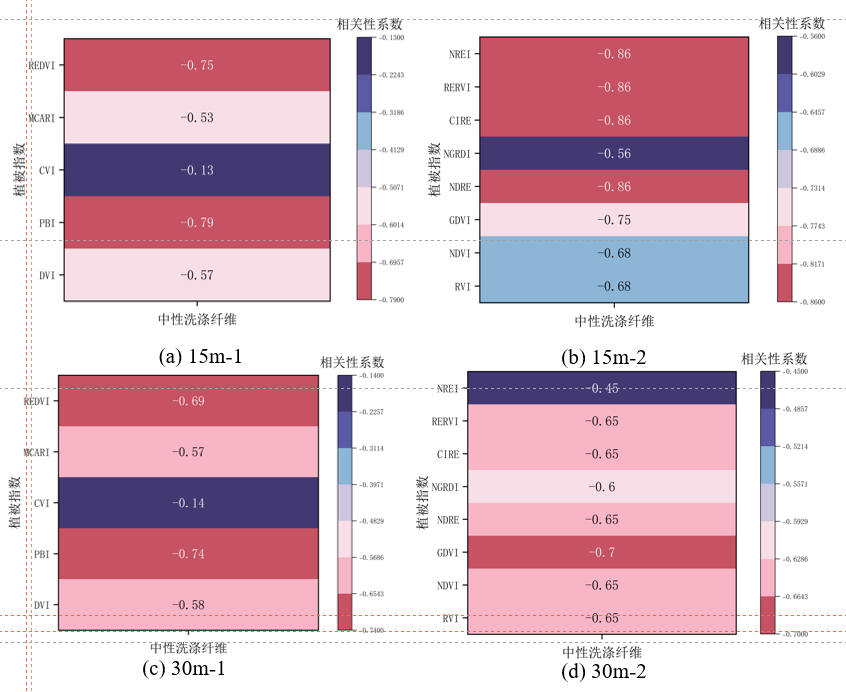 相关性系数
REDVI
MCARI
CVI
PBI
DVI
植被指数
-0.75
-0.53
-0.13
-0.79
-0.57
-0.1300
-0.2243
-0.3186
-0.4129
-0.5071
-0.6014
-0.6957
-0.7900
中性洗涤纤维
(a) 15m-1
相关性系数
NREI
RERVI
CIRE
NGRDI
NDRE
GDVI
NDVI
RVI
植被指数
-0.86
-0.86
-0.86
-0.56
-0.86
-0.75
-0.68
-0.68
-0.5600
-0.6029
-0.6457
-0.6886
-0.7314
-0.7743
-0.8171
-0.8600
中性洗涤纤维
(b) 15m-2
相关性系数
REDVI
MCARI
CVI
PBI
DVI
植被指数
-0.69
-0.57
-0.14
-0.74
-0.58
-0.1400
-0.2257
-0.3114
-0.3971
-0.4829
-0.5686
-0.6543
-0.7400
中性洗涤纤维
(c) 30m-1
相关性系数
NREI
RERVI
CIRE
NGRDI
NDRE
GDVI
NDVI
RVI
植被指数
-0.45
-0.65
-0.65
-0.6
-0.65
-0.7
-0.65
-0.65
-0.4500
-0.4857
-0.5214
-0.5571
-0.5929
-0.6286
-0.6643
-0.7000
中性洗涤纤维
(d) 30m-2